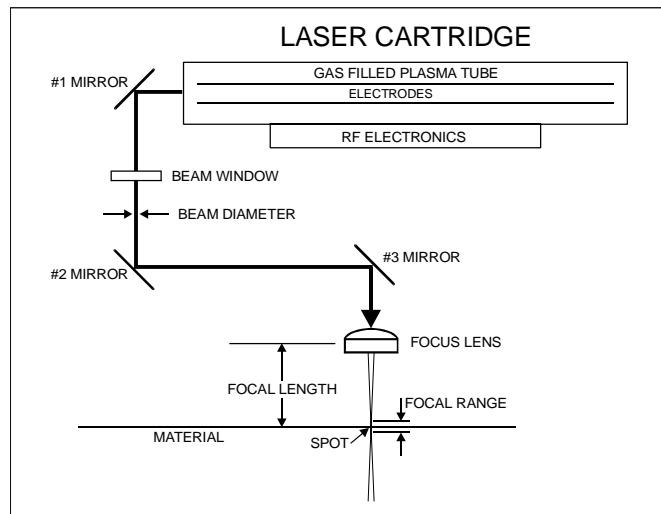 LASER CARTRIDGE
GAS FILLED PLASMA TUBE
#1 MIRROR
ELECTRODES
RF ELECTRONICS
BEAM WINDOW
BEAM DIAMETER
#3 MIRROR
#2 MIRROR
FOCUS LENS
FOCAL LENGTH
FOCAL RANGE
MATERIAL
SPOT